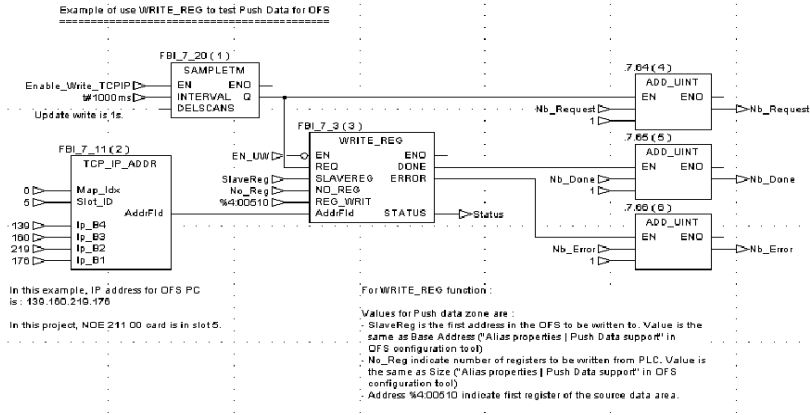 Example of use WRITE_REG to test Push Data for OFS
FBI_7_20 ( 1 )
SAMPLETM
EN ENO
INTERVAL Q
DELSCANS
Enable_Write_TCPIP
t#1000ms
Update write is 1s.
FBI_7_11 ( 2 )
TCP_IP_ADDR
Map_Idx
Slot_ID
AddrFld
Ip_B4
Ip_B3
Ip_B2
Ip_B1
0
5
139
160
219
176
FBI_7_3 ( 3 )
WRITE_REG
EN ENO
REQ DONE
SLAVEREG ERROR
NO_REG
REG_WRIT
AddrFld STATUS
EN_UW
SlaveReg
No_Reg
%4:00510
Status
.7.64 ( 4 )
ADD_UINT
EN ENO
Nb_Request
1
Nb_Request
.7.65 ( 5 )
ADD_UINT
EN ENO
Nb_Done
1
Nb_Done
.7.66 ( 6 )
ADD_UINT
EN ENO
Nb_Error
1
Nb_Error
In this example, IP address for OFS PC
is : 139.160.219.176
In this project, NOE 211 00 card is in slot 5.
For WRITE_REG function :
Values for Push data zone are :
- SlaveReg is the first address in the OFS to be written to. Value is the
same as Base Address ("Alias properties | Push Data support" in
OFS configuration tool)
- No_Reg indicate number of registers to be written from PLC. Value is
the same as Size ("Alias properties | Push Data support" in OFS
configuration tool)
- Address %4:00510 indicate first register of the source data area.